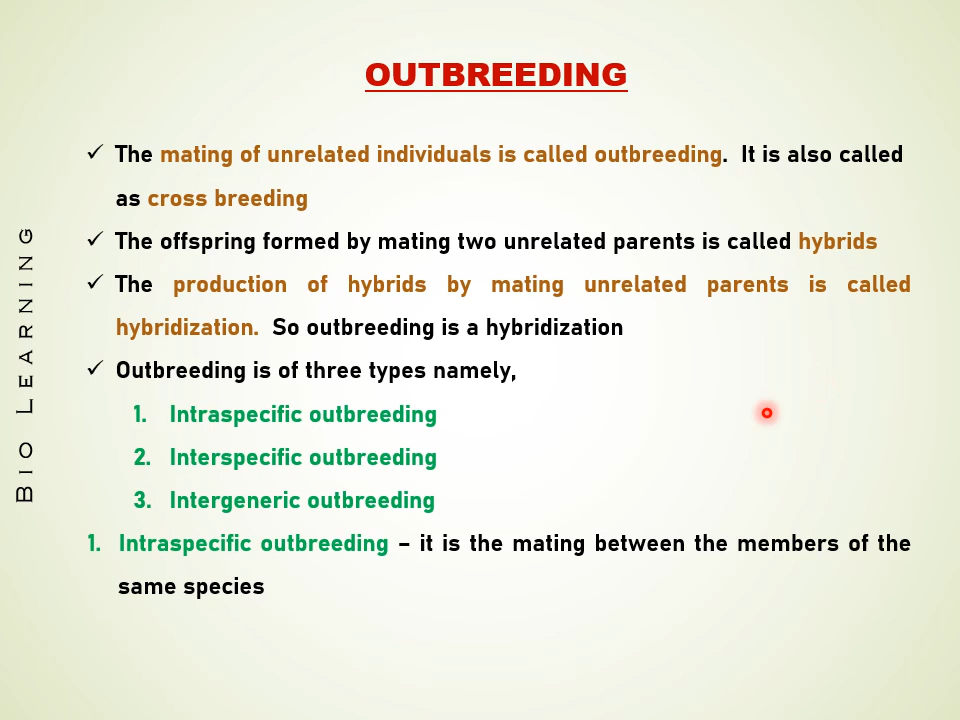 OUTBREEDING
✓ The mating of unrelated individuals is called outbreeding. It is also called
as cross breeding
✓ The offspring formed by mating two unrelated parents is called hybrids
✓ The production of hybrids by mating unrelated parents is called
hybridization. So outbreeding is a hybridization
✓ Outbreeding is of three types namely,
1. Intraspecific outbreeding
2. Interspecific outbreeding
3. Intergeneric outbreeding
1. Intraspecific outbreeding – it is the mating between the members of the
same species
Bio Learning